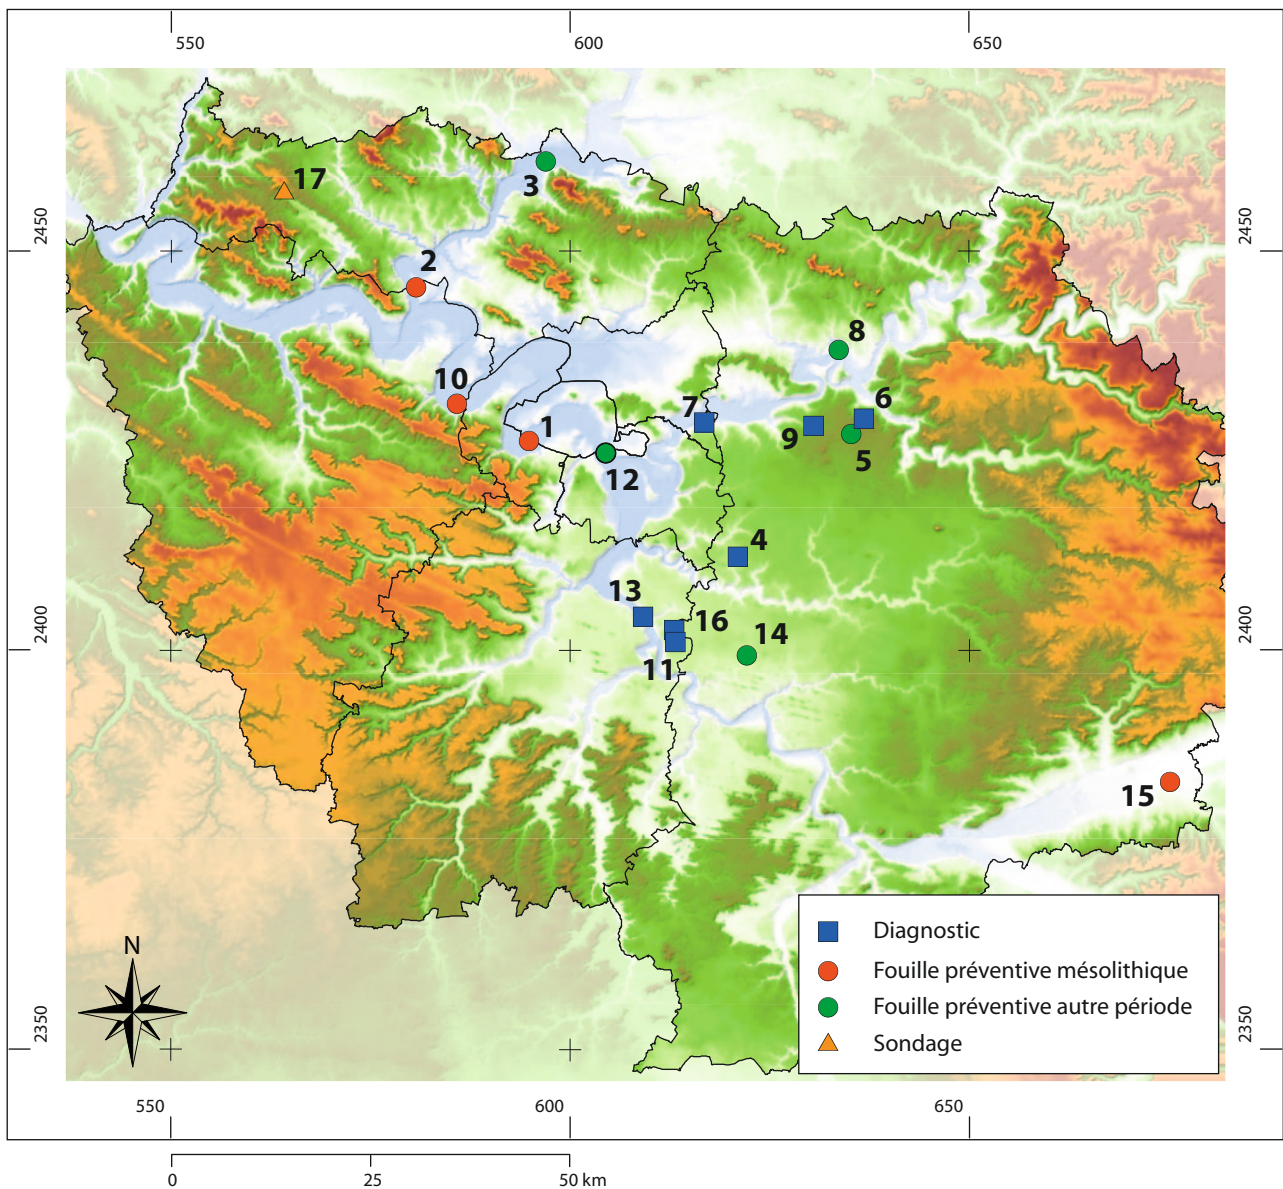 550 600 650
17
3
2450 2450
2
8
10
7 6
1
9
5
12
4
13
16
14
2400 2400
11
15
Diagnostic
N
Fouille préventive mésolithique
Fouille préventive autre période
2350 2350
Sondage
550 600 650
0 25 50 km